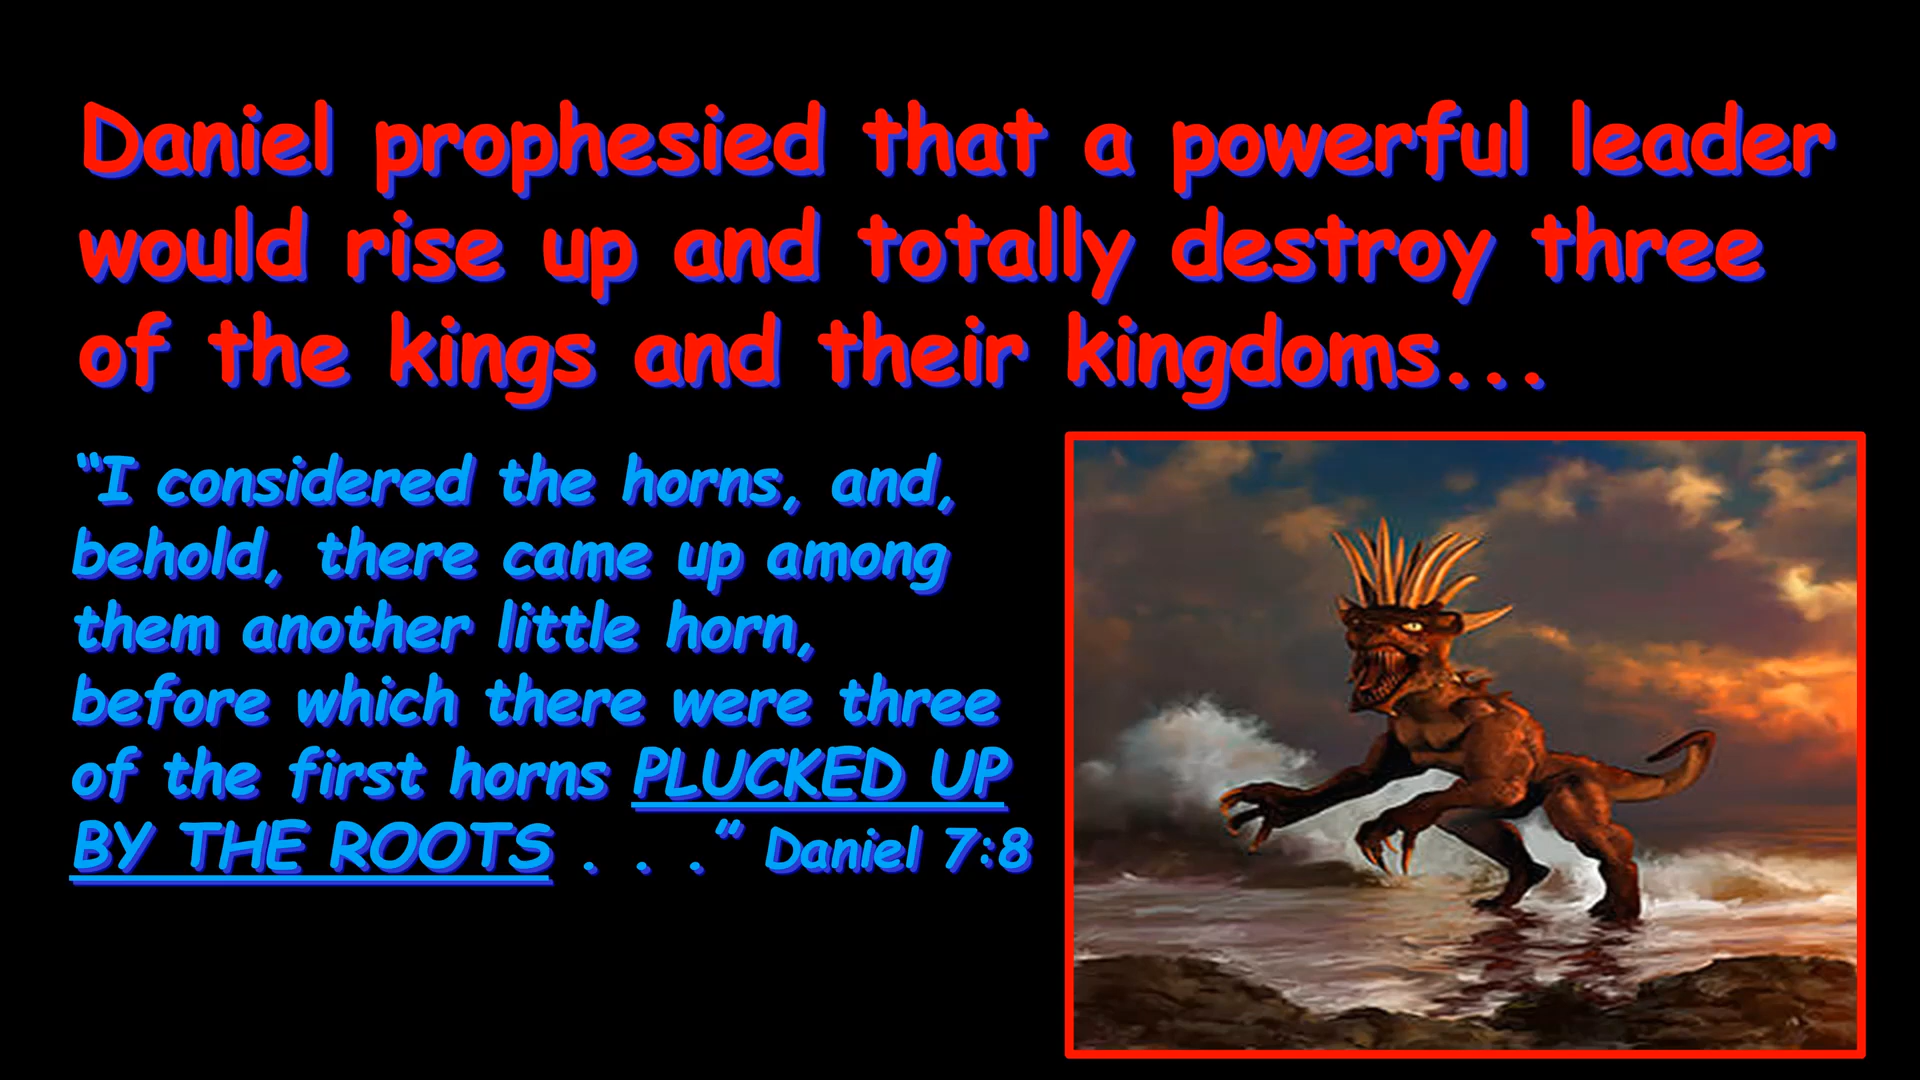 Daniel prophesied that a powerful leader
would rise up and totally destroy three
of the kings and their kingdoms...
“I considered the horns, and,
behold, there came up among
them another little horn,
before which there were three
of the first horns PLUCKED UP
BY THE ROOTS . . .” Daniel 7:8